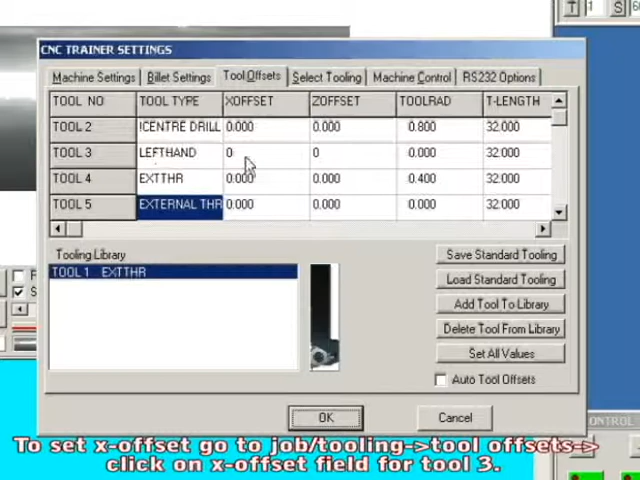 T 1 S
CNC TRAINER SETTINGS
Machine Settings Billet Settings Tool Offsets Select Tooling Machine Control RS232 Options
TOOL NO TOOL TYPE XOFFSET ZOFFSET TOOLRAD T-LENGTH
TOOL 2 !CENTRE DRILL 0.000 0.000 0.800 32.000
TOOL 3 LEFTHAND 0 0 0.000 32.000
TOOL 4 EXTTHR 0.000 0.000 0.400 32.000
TOOL 5 EXTERNAL THR 0.000 0.000 0.000 32.000
Tooling Library
TOOL 1 EXTTHR
Save Standard Tooling
Load Standard Tooling
Add Tool To Library
Delete Tool From Library
Set All Values
Auto Tool Offsets
OK Cancel
ONTROL
To set x-offset go to job/tooling->tool offsets->
click on x-offset field for tool 3.